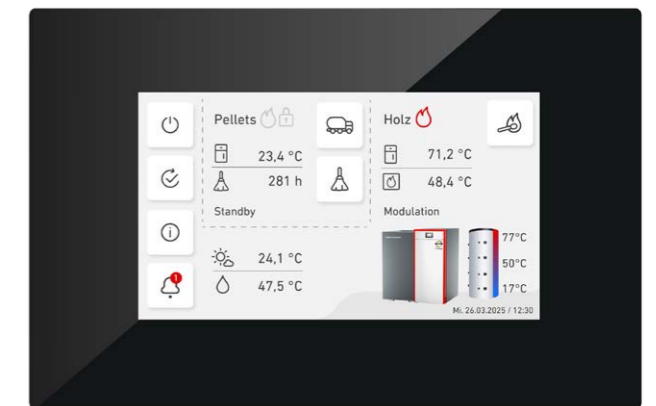 Pellets
23,4 °C
281 h
Standby
24,1 °C
47,5 °C
1
Holz
71,2 °C
48,4 °C
Modulation
77°C
50°C
17°C
Mi. 26.03.2025 / 12:30